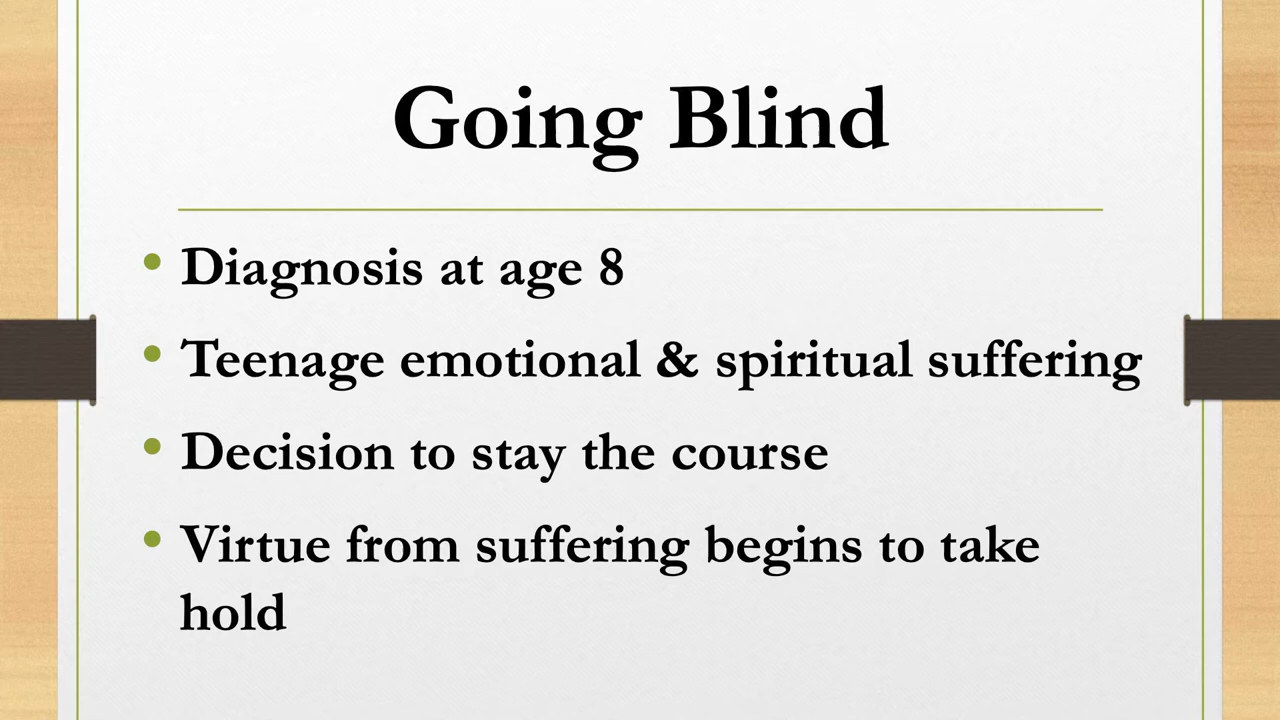 Going Blind
• Diagnosis at age 8
• Teenage emotional & spiritual suffering
• Decision to stay the course
• Virtue from suffering begins to take
hold